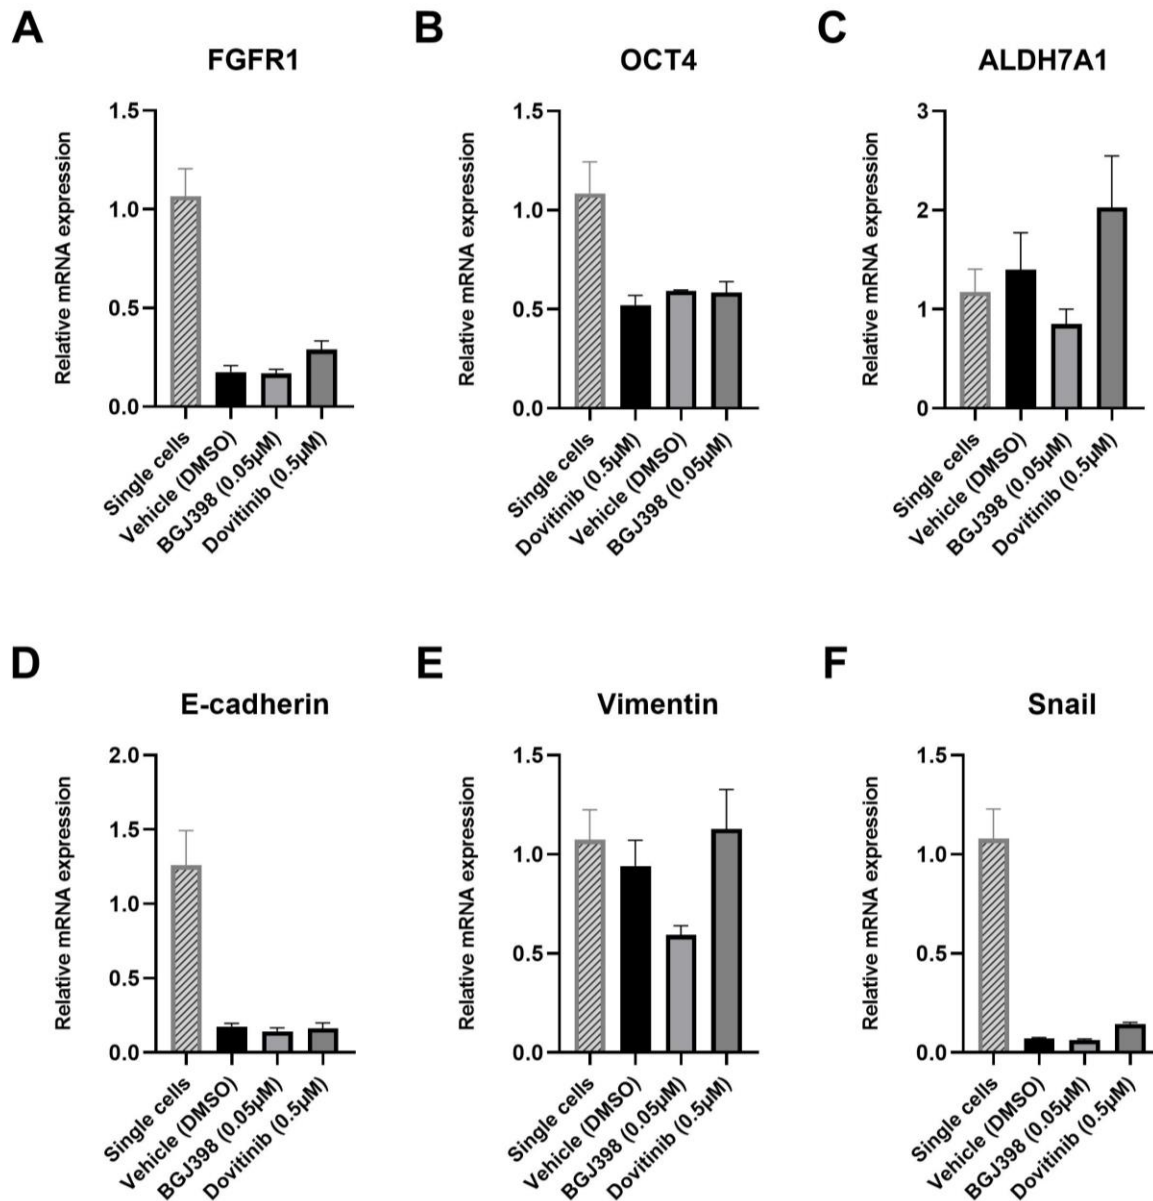 A
FGFR1
Relative mRNA expression
1.5
1.0
0.5
0.0
Single cells
Vehicle (DMSO)
BGJ398 (0.05µM)
Dovitinib (0.5µM)
B
OCT4
Relative mRNA expression
1.5
1.0
0.5
0.0
Single cells
Dovitinib (0.5µM)
Vehicle (DMSO)
BGJ398 (0.05µM)
C
ALDH7A1
Relative mRNA expression
3
2
1
0
Single cells
Vehicle (DMSO)
BGJ398 (0.05µM)
Dovitinib (0.5µM)
D
E-cadherin
Relative mRNA expression
2.0
1.5
1.0
0.5
0.0
Single cells
Vehicle (DMSO)
BGJ398 (0.05µM)
Dovitinib (0.5µM)
E
Vimentin
Relative mRNA expression
1.5
1.0
0.5
0.0
Single cells
Vehicle (DMSO)
BGJ398 (0.05µM)
Dovitinib (0.5µM)
F
Snail
Relative mRNA expression
1.5
1.0
0.5
0.0
Single cells
Vehicle (DMSO)
BGJ398 (0.05µM)
Dovitinib (0.5µM)